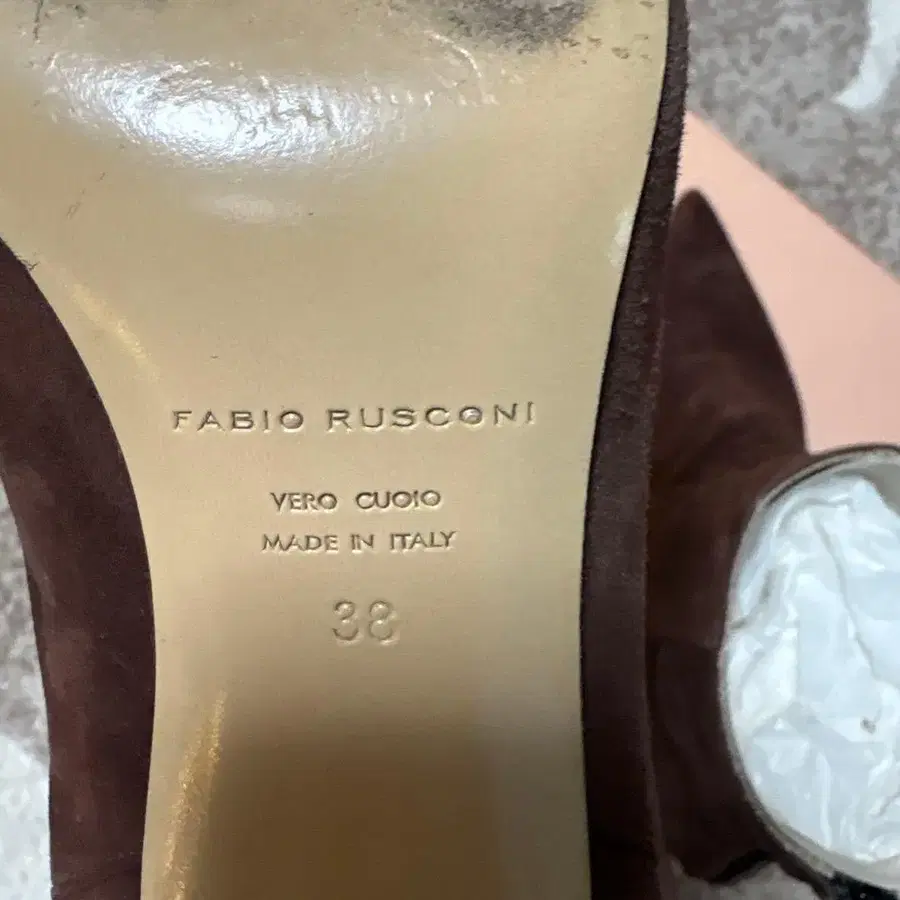 FABIO RUSCONI
VERO CUOIO
MADE IN ITALY
38